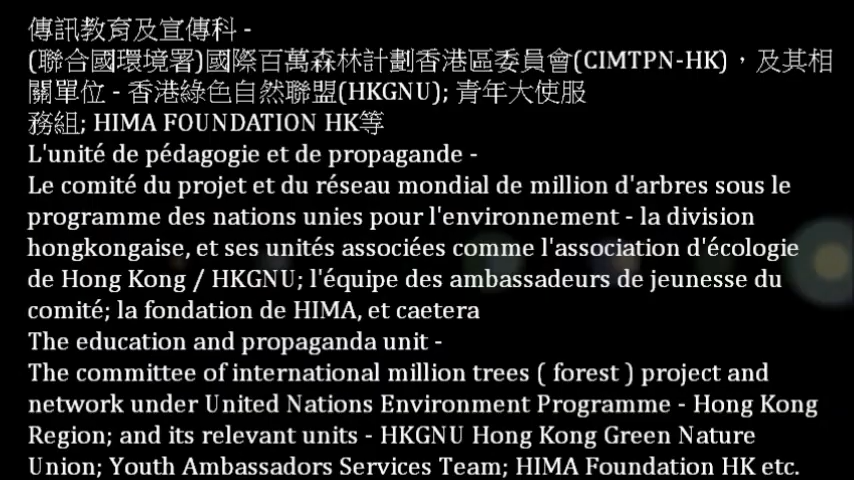 傳訊教育及宣傳科 -
(聯合國環境署)國際百萬森林計劃香港區委員會(CIMTPN-HK)，及其相
關單位 - 香港綠色自然聯盟(HKGNU); 青年大使服
務組; HIMA FOUNDATION HK等
L'unité de pédagogie et de propagande -
Le comité du projet et du réseau mondial de million d'arbres sous le
programme des nations unies pour l'environnement - la division
hongkongaise, et ses unités associées comme l'association d'écologie
de Hong Kong / HKGNU; l'équipe des ambassadeurs de jeunesse du
comité; la fondation de HIMA, et caetera
The education and propaganda unit -
The committee of international million trees ( forest ) project and
network under United Nations Environment Programme - Hong Kong
Region; and its relevant units - HKGNU Hong Kong Green Nature
Union; Youth Ambassadors Services Team; HIMA Foundation HK etc.